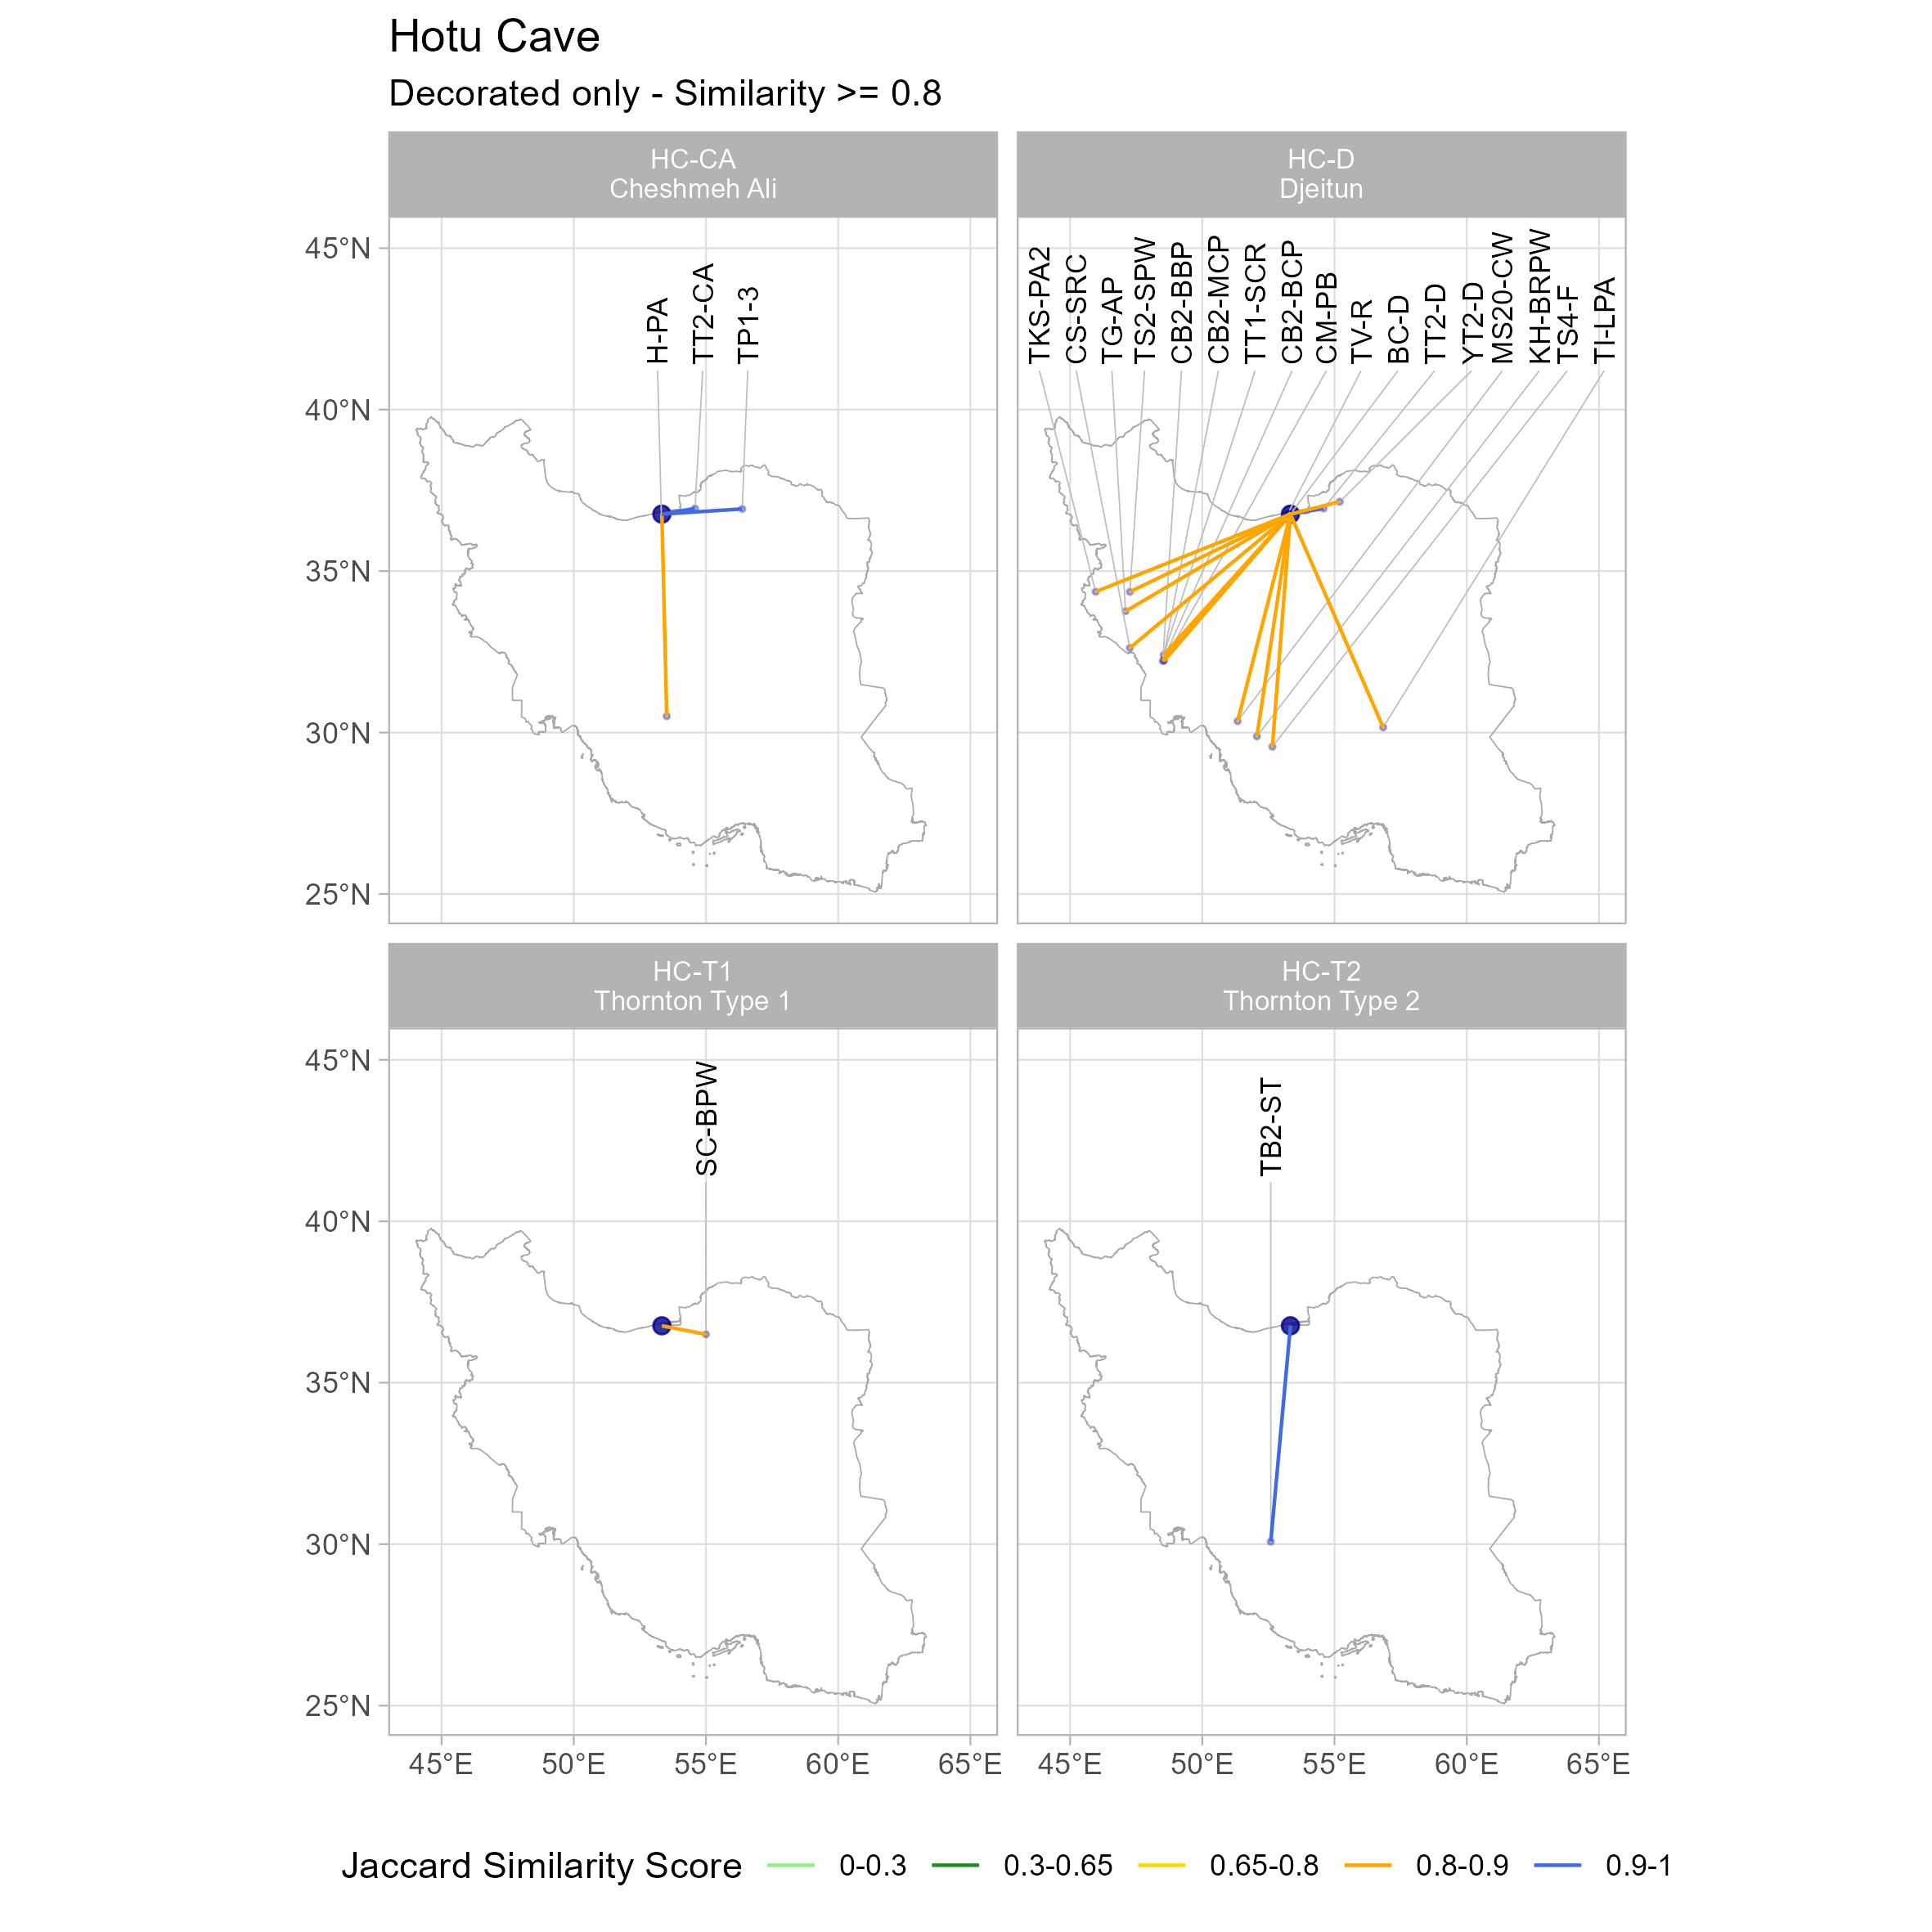 Hotu Cave
Decorated only - Similarity >= 0.8
HC-CA
Cheshmeh Ali
HC-D
Djeitun
45°N
40°N
35°N
30°N
25°N
H-PA
TT2-CA
TP1-3
TKS-PA2
CS-SRC
TG-AP
TS2-SPW
CB2-BBP
CB2-MCP
TT1-SCR
CB2-BCP
CM-PB
TV-R
BC-D
TT2-D
YT2-D
MS20-CW
KH-BRPW
TS4-F
TI-LPA
HC-T1
Thornton Type 1
HC-T2
Thornton Type 2
45°N
40°N
35°N
30°N
25°N
SC-BPW
TB2-ST
45°E 50°E 55°E 60°E 65°E 45°E 50°E 55°E 60°E 65°E
Jaccard Similarity Score 0-0.3 0.3-0.65 0.65-0.8 0.8-0.9 0.9-1